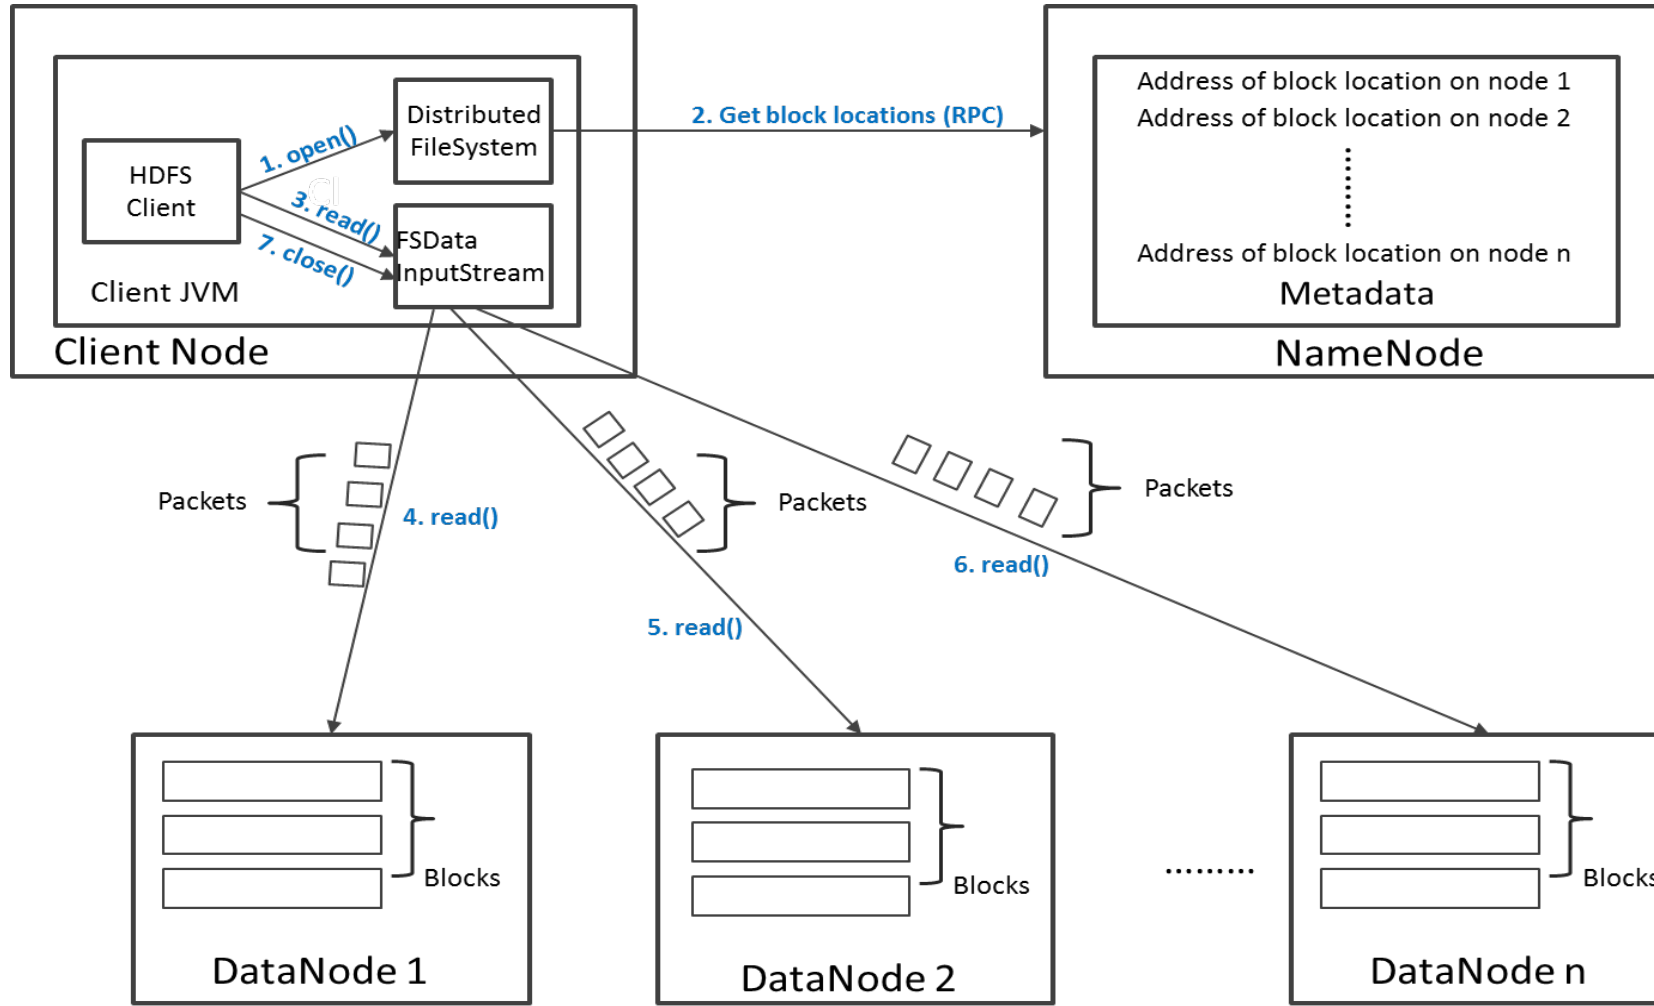 Distributed
FileSystem
1. open()
2. Get block locations (RPC)
HDFS
Client
Cl
3. read()
7. close()
FSData
InputStream
Client JVM
Client Node
Address of block location on node 1
Address of block location on node 2
Address of block location on node n
Metadata
NameNode
Packets
4. read()
Packets
5. read()
Packets
6. read()
Blocks
DataNode 1
Blocks
DataNode 2
Blocks
DataNode n